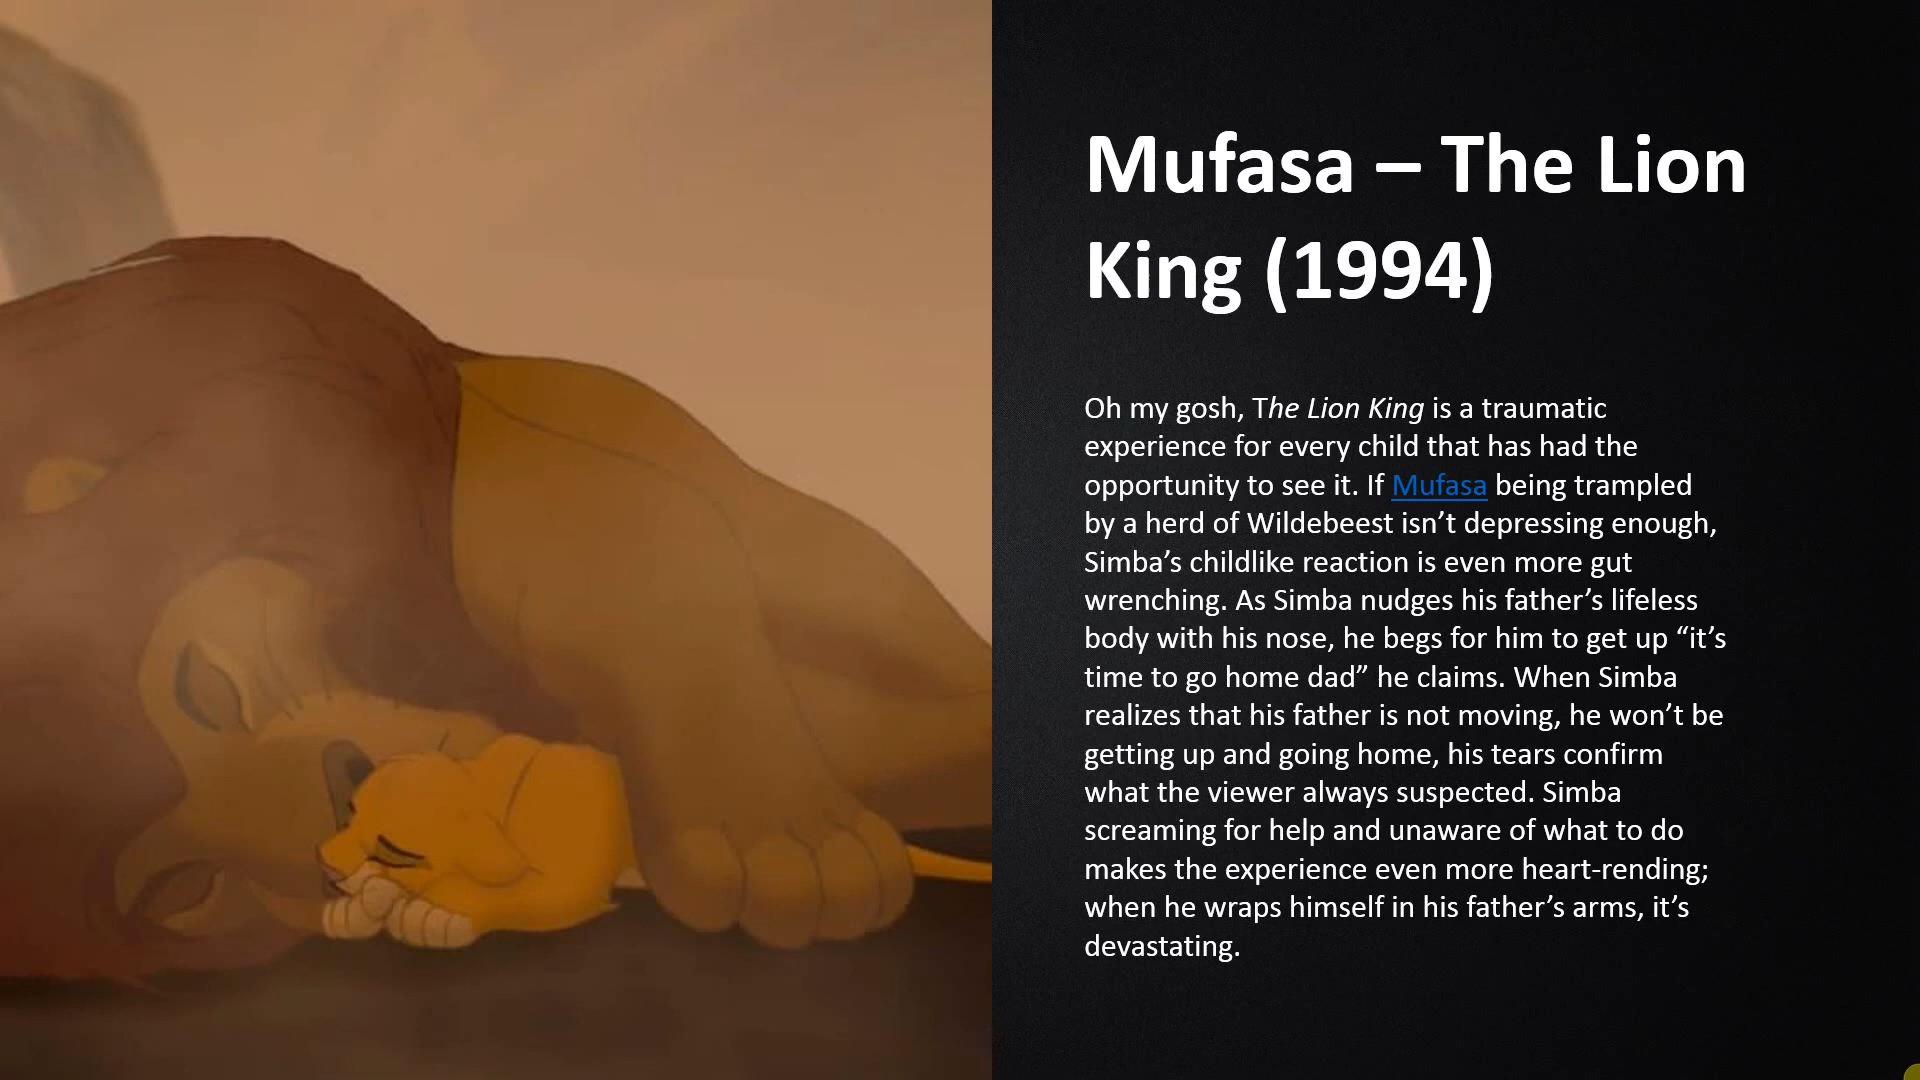 Mufasa – The Lion
King (1994)
Oh my gosh, The Lion King is a traumatic
experience for every child that has had the
opportunity to see it. If Mufasa being trampled
by a herd of Wildebeest isn’t depressing enough,
Simba’s childlike reaction is even more gut
wrenching. As Simba nudges his father’s lifeless
body with his nose, he begs for him to get up “it’s
time to go home dad” he claims. When Simba
realizes that his father is not moving, he won’t be
getting up and going home, his tears confirm
what the viewer always suspected. Simba
screaming for help and unaware of what to do
makes the experience even more heart-rending;
when he wraps himself in his father’s arms, it’s
devastating.